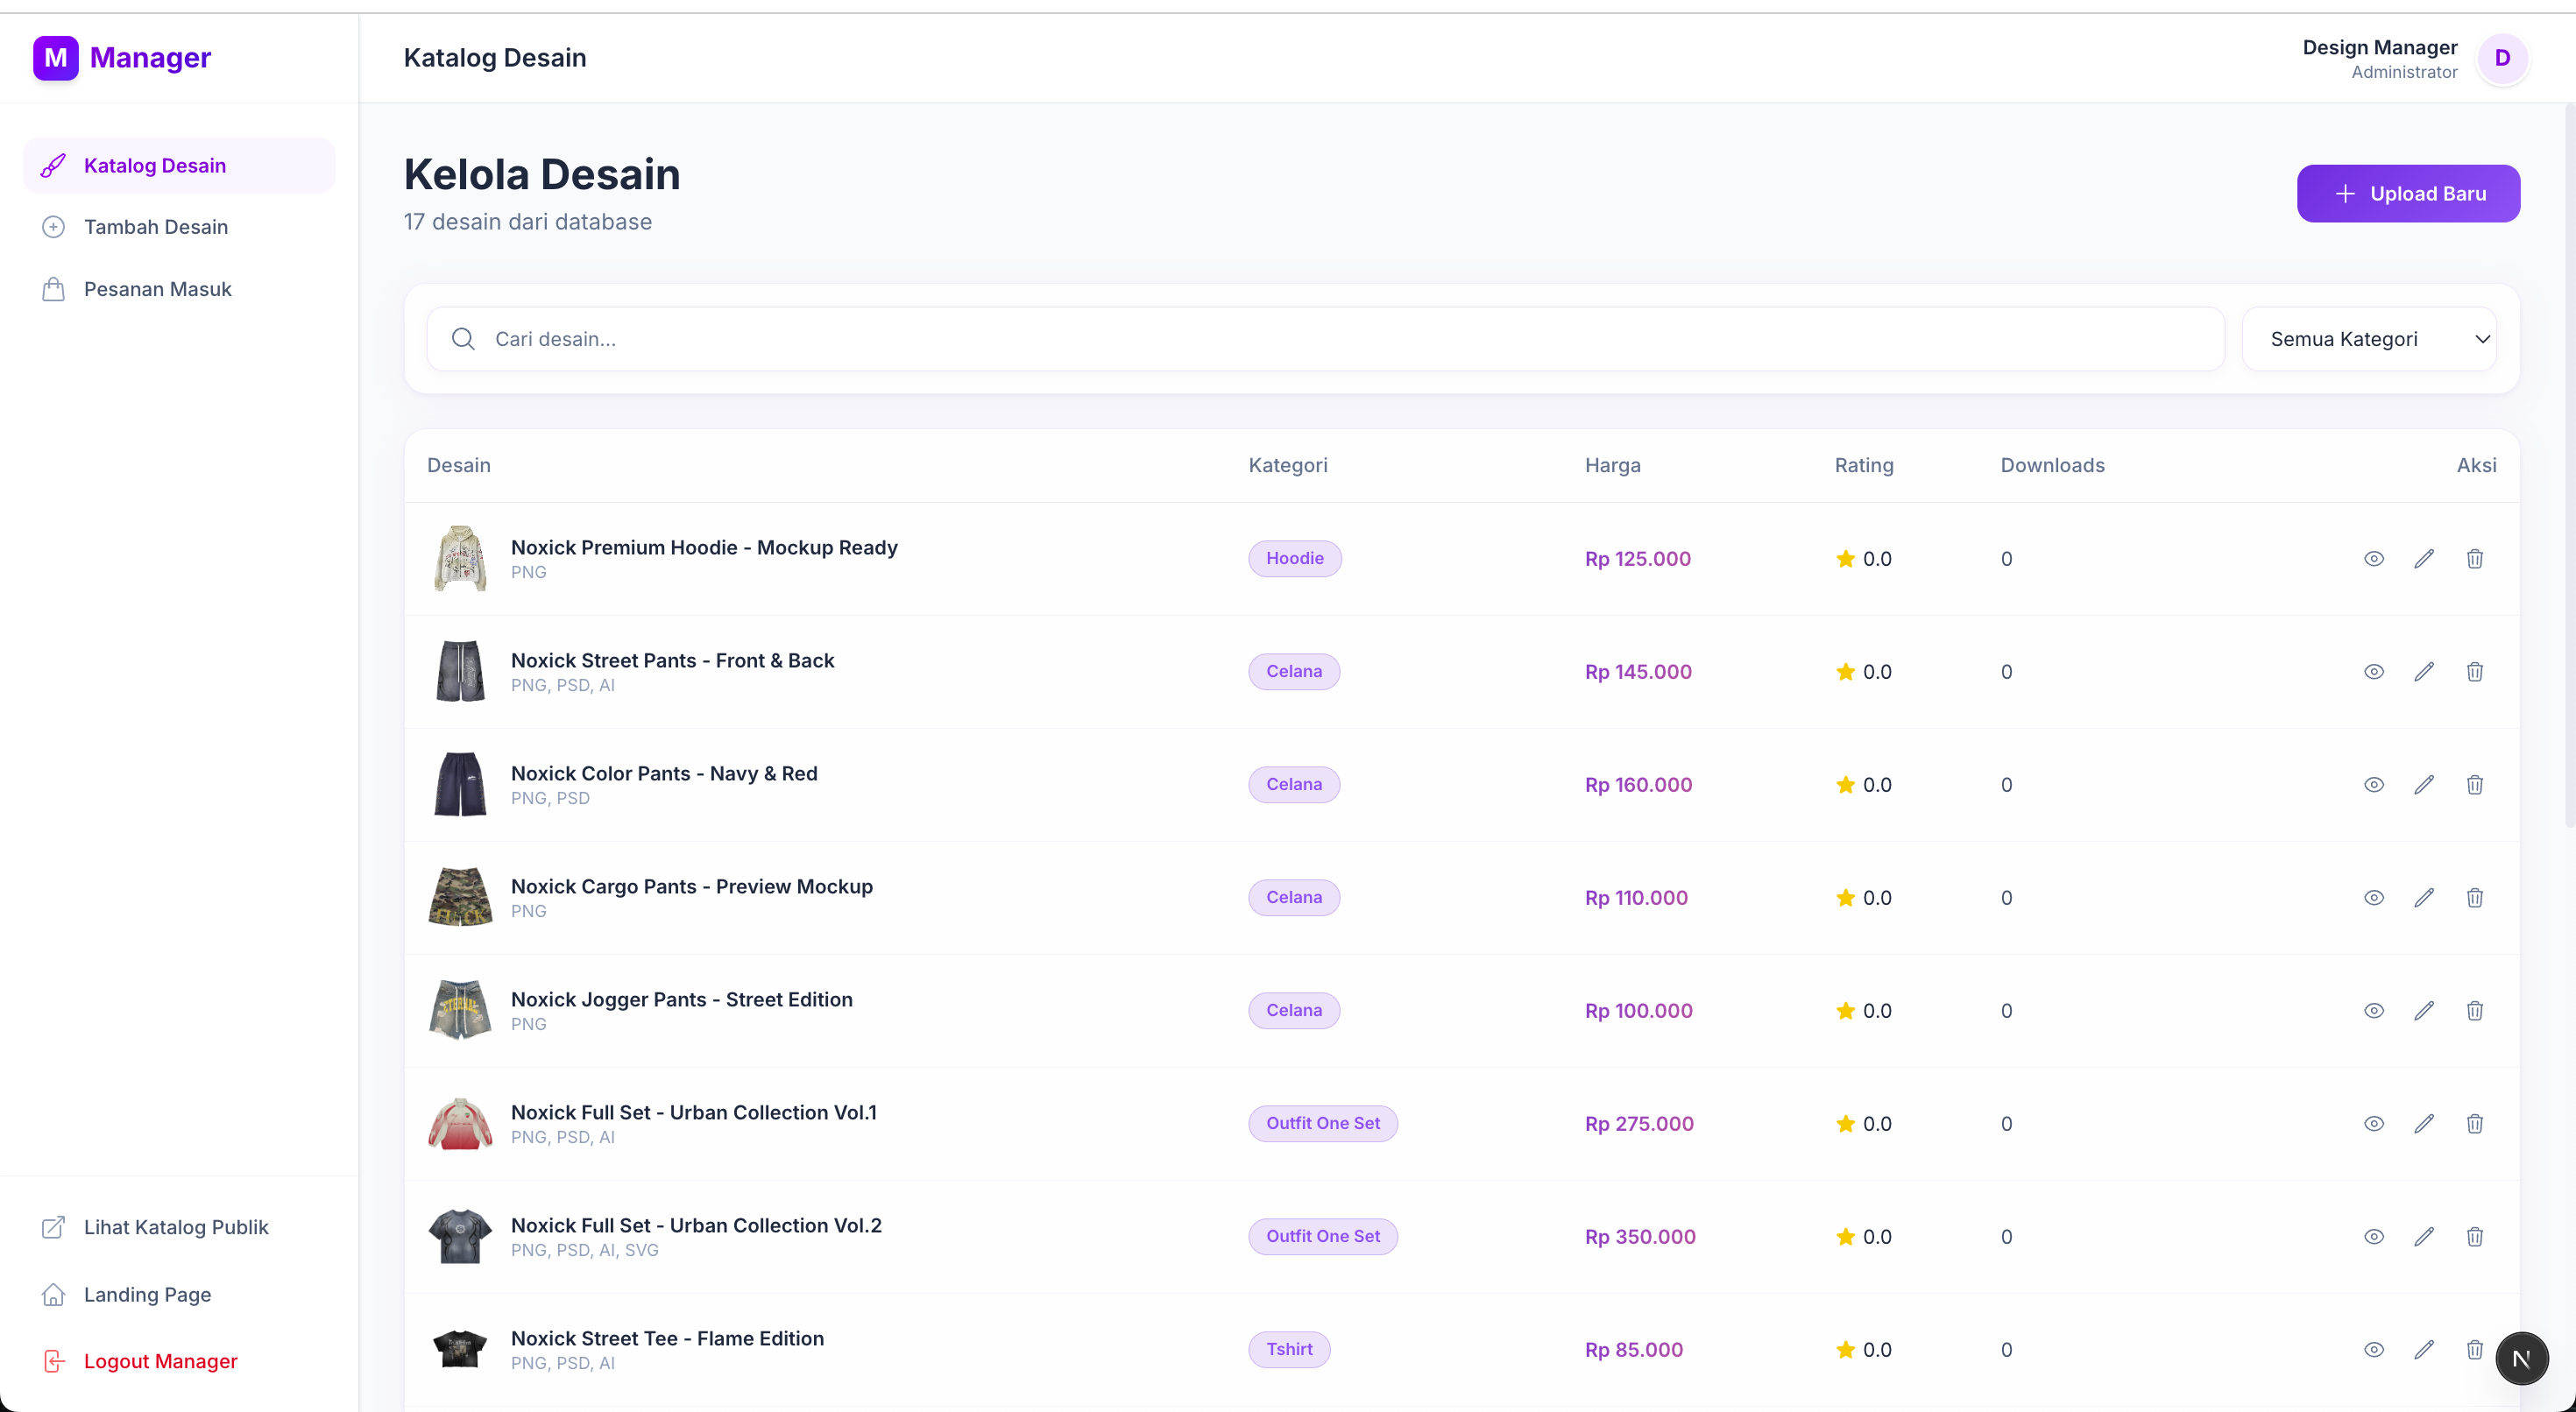 M Manager
Katalog Desain
Design Manager
Administrator
D
Katalog Desain
Tambah Desain
Pesanan Masuk
Lihat Katalog Publik
Landing Page
Logout Manager
Kelola Desain
17 desain dari database
Upload Baru
Cari desain...
Semua Kategori
Desain Kategori Harga Rating Downloads Aksi
Noxick Premium Hoodie - Mockup Ready
PNG
Hoodie Rp 125.000 0.0 0
Noxick Street Pants - Front & Back
PNG, PSD, AI
Celana Rp 145.000 0.0 0
Noxick Color Pants - Navy & Red
PNG, PSD
Celana Rp 160.000 0.0 0
Noxick Cargo Pants - Preview Mockup
PNG
Celana Rp 110.000 0.0 0
Noxick Jogger Pants - Street Edition
PNG
Celana Rp 100.000 0.0 0
ETERNAL
Noxick Full Set - Urban Collection Vol.1
PNG, PSD, AI
Outfit One Set Rp 275.000 0.0 0
Noxick Full Set - Urban Collection Vol.2
PNG, PSD, AI, SVG
Outfit One Set Rp 350.000 0.0 0
Noxick Street Tee - Flame Edition
PNG, PSD, AI
Tshirt Rp 85.000 0.0 0
N